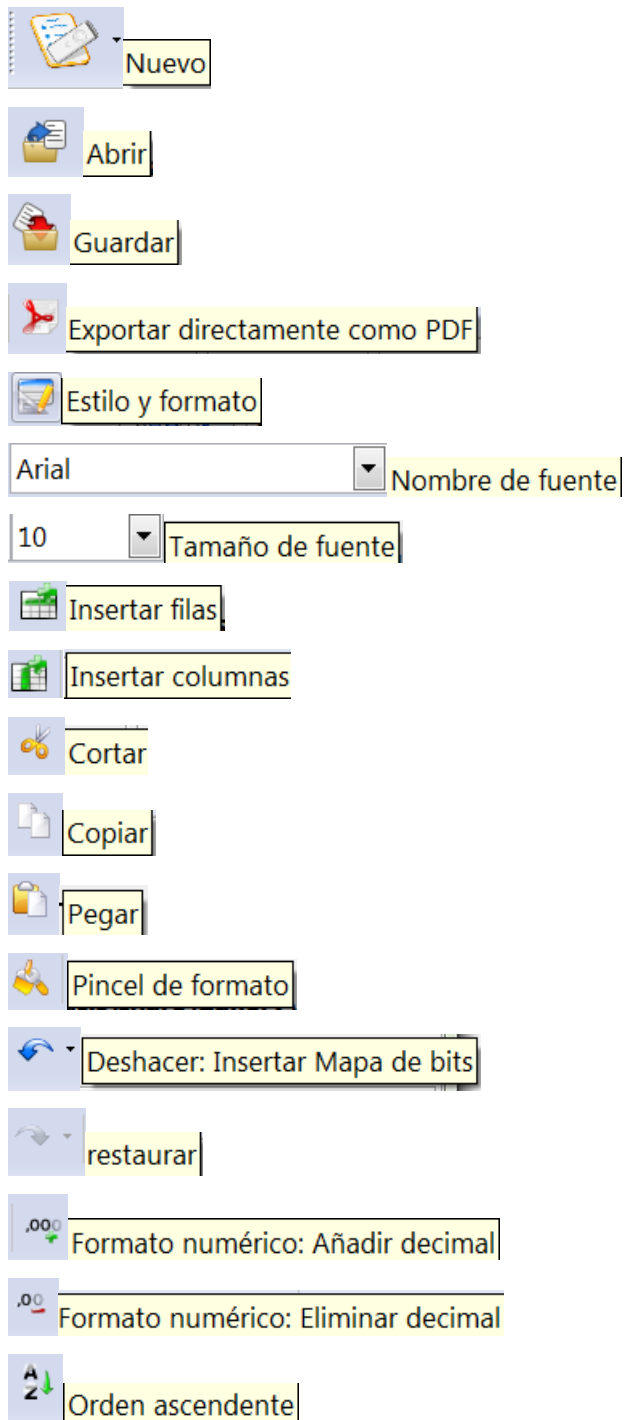 Nuevo
Abrir
Guardar
Exportar directamente como PDF
Estilo y formato
Arial Nombre de fuente
10 Tamaño de fuente
Insertar filas
Insertar columnas
Cortar
Copiar
Pegar
Pincel de formato
Deshacer: Insertar Mapa de bits
restaurar
,000 Formato numérico: Añadir decimal
,00 Formato numérico: Eliminar decimal
A
Z
Orden ascendente